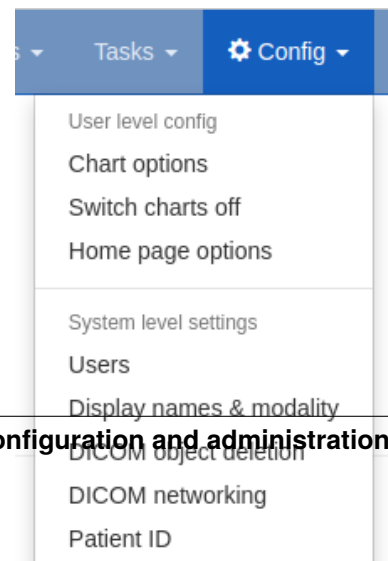 Tasks
Config
User level config
Chart options
Switch charts off
Home page options
System level settings
Users
Display names & modality
onfiguration and administration
DICOM object deletion
DICOM networking
Patient ID